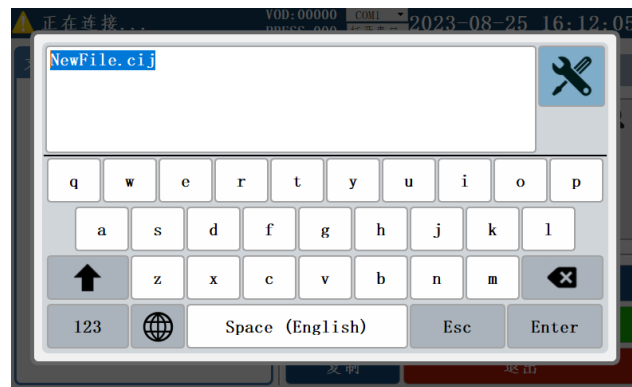 正在连接...
VOD:00000
COM1
2023-08-25 16:12:05
NewFile.cij
q w e r t y u i o p
a s d f g h j k l
z x c v b n m
123
Space (English)
Esc
Enter
复制
退出